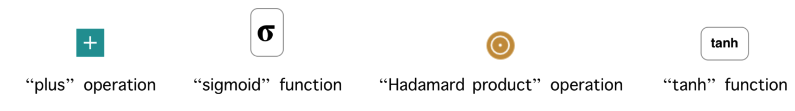 + σ tanh
“plus” operation “sigmoid” function “Hadamard product” operation “tanh” function